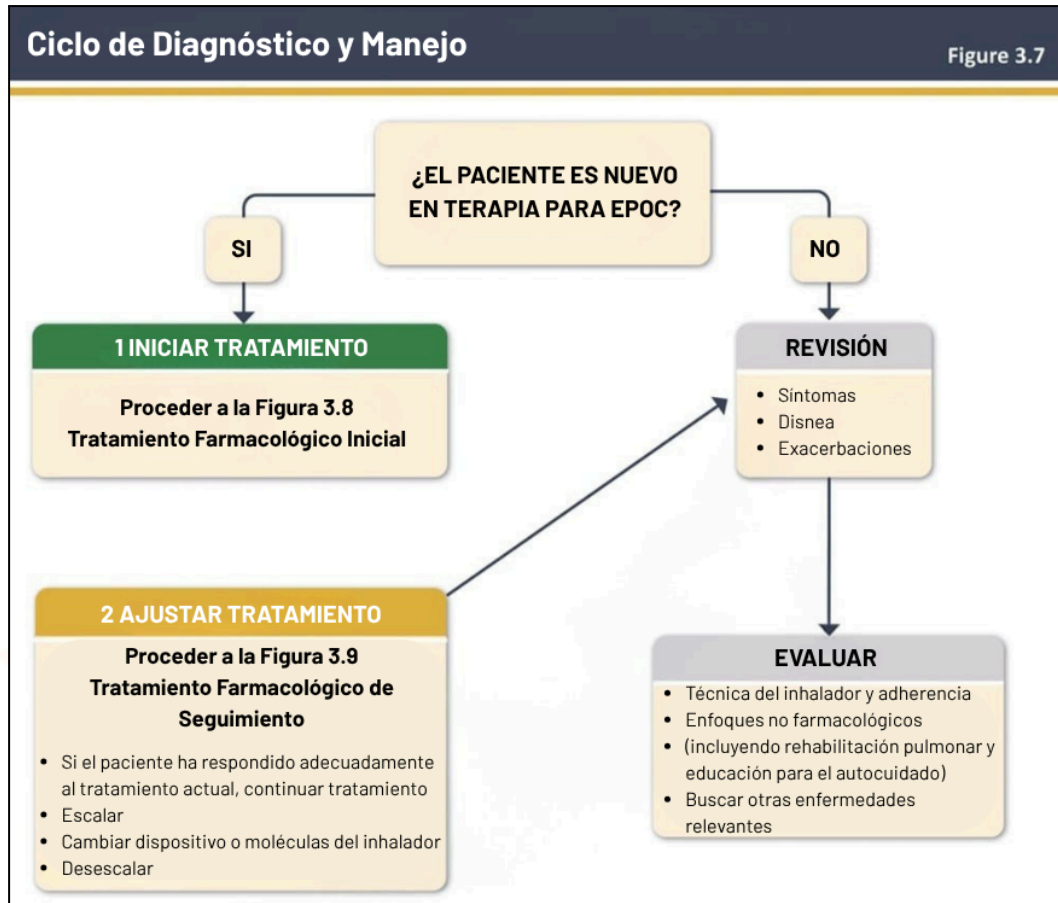 Ciclo de Diagnóstico y Manejo
Figure 3.7
¿EL PACIENTE ES NUEVO
EN TERAPIA PARA EPOC?
SI
NO
1 INICIAR TRATAMIENTO
Proceder a la Figura 3.8
Tratamiento Farmacológico Inicial
REVISIÓN
• Síntomas
• Disnea
• Exacerbaciones
2 AJUSTAR TRATAMIENTO
Proceder a la Figura 3.9
Tratamiento Farmacológico de
Seguimiento
• Si el paciente ha respondido adecuadamente
al tratamiento actual, continuar tratamiento
• Escalar
• Cambiar dispositivo o moléculas del inhalador
• Desescalar
EVALUAR
• Técnica del inhalador y adherencia
• Enfoques no farmacológicos
• (incluyendo rehabilitación pulmonar y
educación para el autocuidado)
• Buscar otras enfermedades
relevantes